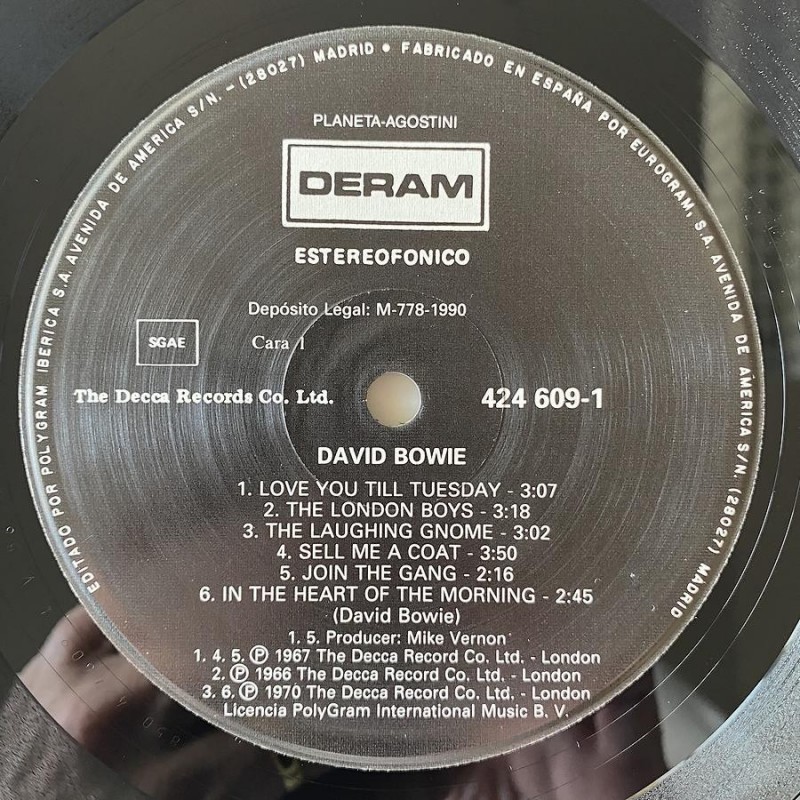 EDITADO POR POLYGRAM IBERICA S.A. AVENIDA DE AMERICA S/N. - (28027) MADRID • FABRICADO EN ESPAÑA POR EUROGRAM, S.A. AVENIDA DE AMERICA S/N. (28027) MADRID
PLANETA-AGOSTINI
DERAM
ESTEREOFONICO
Depósito Legal: M-778-1990
SGAE
Cara 1
The Decca Records Co. Ltd.
424 609-1
DAVID BOWIE
1. LOVE YOU TILL TUESDAY - 3:07
2. THE LONDON BOYS - 3:18
3. THE LAUGHING GNOME - 3:02
4. SELL ME A COAT - 3:50
5. JOIN THE GANG - 2:16
6. IN THE HEART OF THE MORNING - 2:45
(David Bowie)
1. 5. Producer: Mike Vernon
1. 4. 5. ℗ 1967 The Decca Record Co. Ltd. - London
2. ℗ 1966 The Decca Record Co. Ltd. - London
3. 6. ℗ 1970 The Decca Record Co. Ltd. - London
Licencia PolyGram International Music B. V.